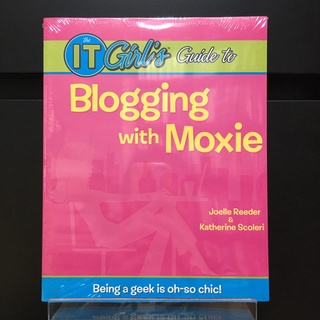 The
IT Girl's Guide to
Blogging
with Moxie
Joelle Reeder
&
Katherine Scoleri
Being a geek is oh-so chic!